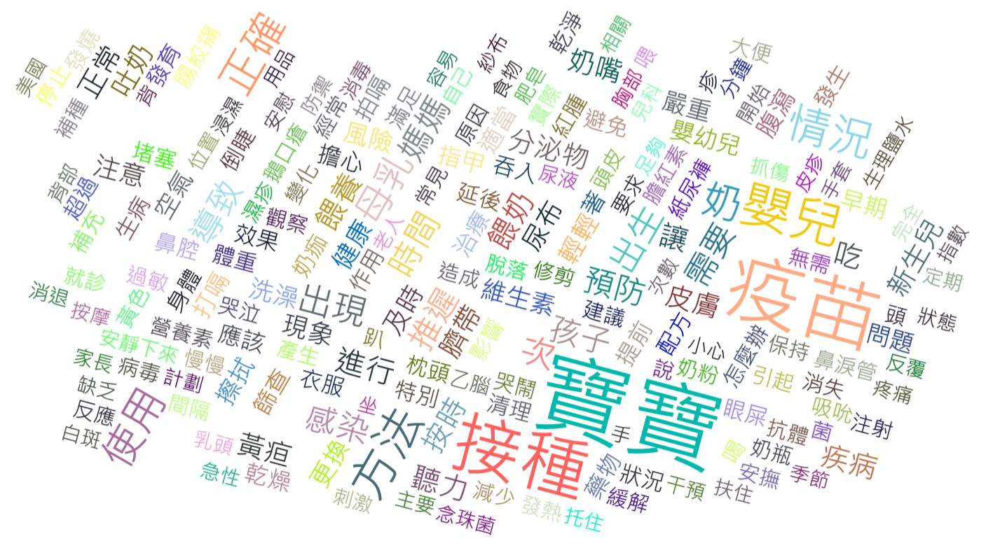 美國
停止
發燒
正常
吐奶
背
發育
腸絞痛
正確
用品
補種
防禦
經常
消毒
拍嗝
滿足
容易
自己
紗布
食物
肥皂
乾淨
奶嘴
相關
喂
胸部
兒科
嚴重
疹
分鐘
大便
開始
腹瀉
發生
情況
生理鹽水
安慰
浸濕
位置
倒睫
堵塞
注意
背部
超過
補充
生病
空氣
導致
濕疹
鵝口瘡
變化
擔心
風險
媽媽
母乳
餵養
觀察
效果
鼻腔
體重
原因
適當
實際
紅腫
避免
分泌物
指甲
常見
吞入
尿液
頭皮
足夠
膽紅素
嬰幼兒
紙尿褲
要求
抓傷
皮疹
手套
早期
完全
新生兒
指數
定期
延後
餵奶
尿布
治療
著
輕輕
出生
讓
奶
嬰兒
需要
無需
吃
時間
老人
健康
作用
奶痂
造成
脫落
修剪
維生素
預防
次數
建議
皮膚
疫苗
頭
狀態
問題
反覆
就診
過敏
消退
按摩
黃色
身體
打嗝
哭泣
洗澡
出現
現象
及時
推遲
臍帶
影響
孩子
次
提前
配方
小心
怎麼辦
保持
鼻淚管
疼痛
營養素
應該
安靜下來
慢慢
產生
趴
進行
枕頭
乙腦
哭鬧
清理
特別
說
奶粉
引起
消失
吸吮
注射
家長
病毒
計劃
擦拭
篩查
衣服
缺乏
反應
白斑
使用
間隔
坐
感染
方法
按時
接種
寶寶
手
眼屎
抗體
菌
喝
奶瓶
疾病
季節
安撫
扶住
乳頭
黃疸
急性
乾燥
更換
刺激
聽力
主要
念珠菌
減少
發熱
托住
藥物
狀況
緩解
干預